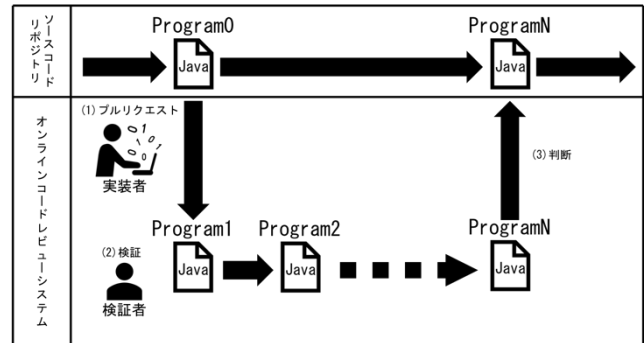 ソースコード
リポジトリ
Program0
Java
ProgramN
Java
オンラインコードレビューシステム
(1)プルリクエスト
実装者
(2)検証
検証者
Program1
Java
Program2
Java
ProgramN
Java
(3)判断